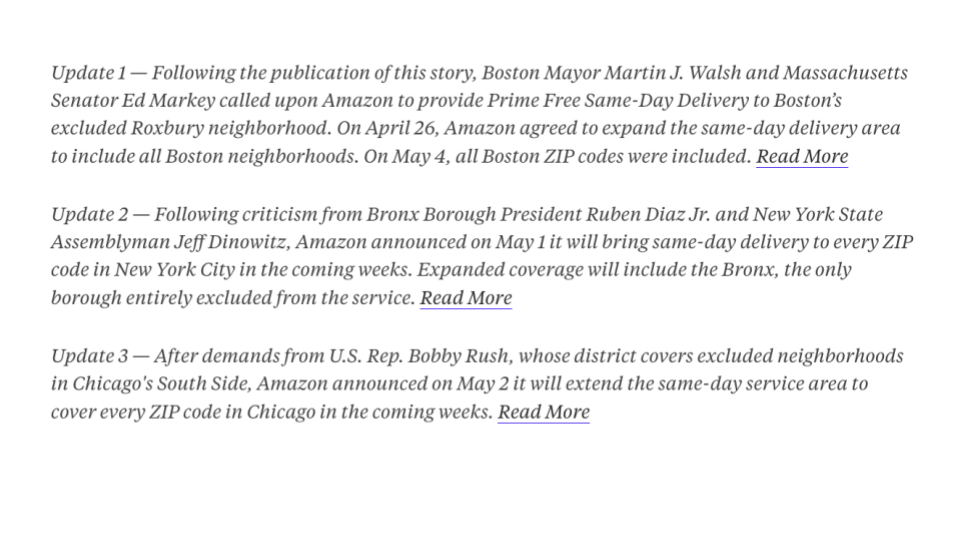 Update 1 — Following the publication of this story, Boston Mayor Martin J. Walsh and Massachusetts
Senator Ed Markey called upon Amazon to provide Prime Free Same-Day Delivery to Boston’s
excluded Roxbury neighborhood. On April 26, Amazon agreed to expand the same-day delivery area
to include all Boston neighborhoods. On May 4, all Boston ZIP codes were included. Read More
Update 2 — Following criticism from Bronx Borough President Ruben Diaz Jr. and New York State
Assemblyman Jeff Dinowitz, Amazon announced on May 1 it will bring same-day delivery to every ZIP
code in New York City in the coming weeks. Expanded coverage will include the Bronx, the only
borough entirely excluded from the service. Read More
Update 3 — After demands from U.S. Rep. Bobby Rush, whose district covers excluded neighborhoods
in Chicago's South Side, Amazon announced on May 2 it will extend the same-day service area to
cover every ZIP code in Chicago in the coming weeks. Read More